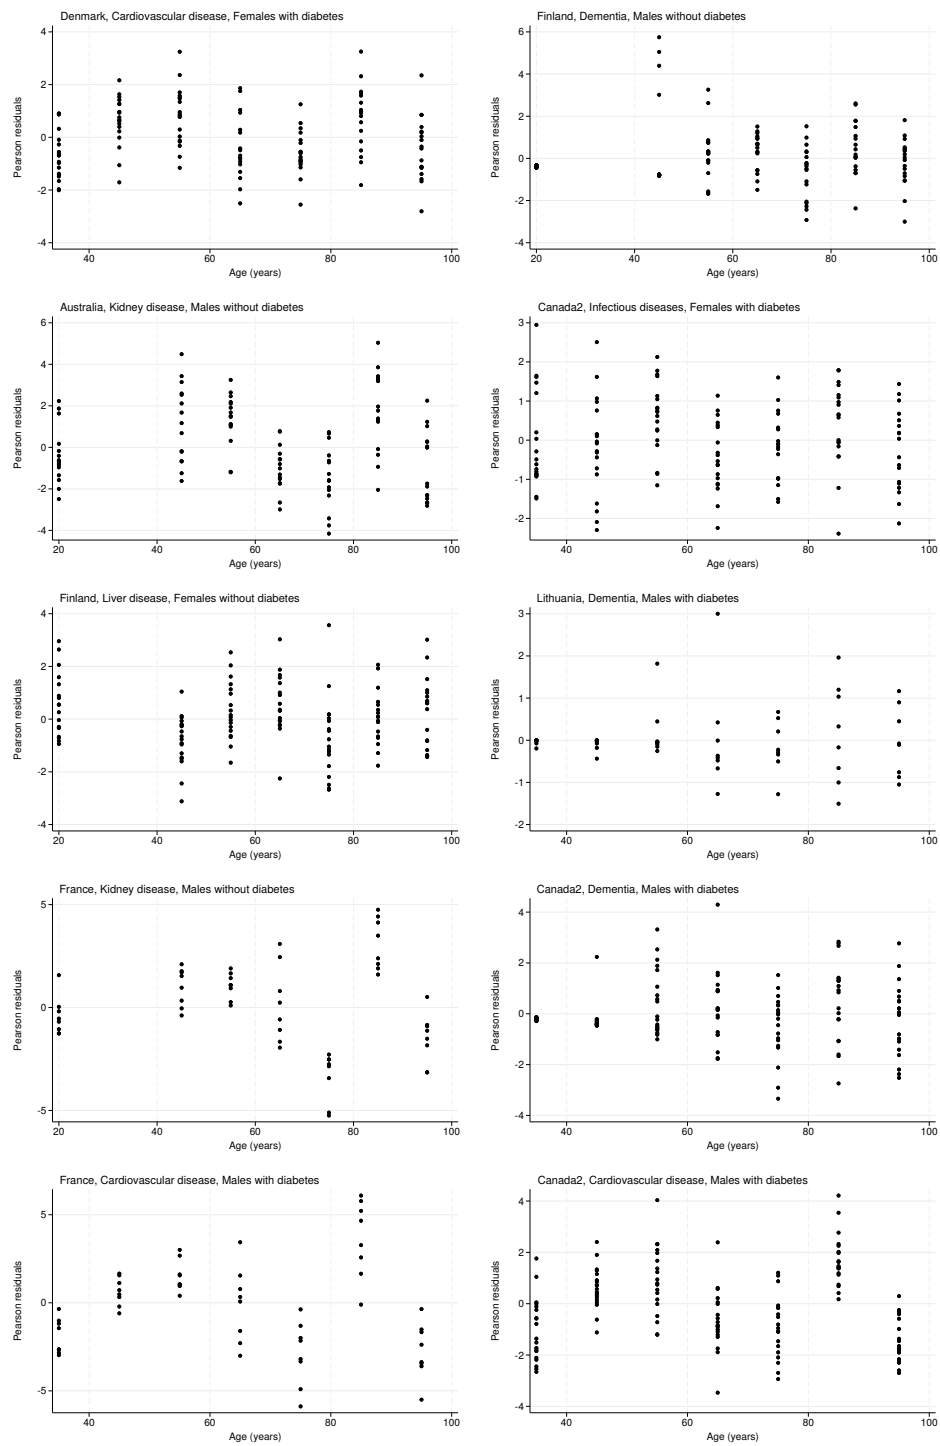 Denmark, Cardiovascular disease, Females with diabetes
4
2
0
-2
-4
Pearson residuals
40 60 80 100
Age (years)
Finland, Dementia, Males without diabetes
6
4
2
0
-2
-4
Pearson residuals
20 40 60 80 100
Age (years)
Australia, Kidney disease, Males without diabetes
6
4
2
0
-2
-4
Pearson residuals
20 40 60 80 100
Age (years)
Canada2, Infectious diseases, Females with diabetes
3
2
1
0
-1
-2
Pearson residuals
40 60 80 100
Age (years)
Finland, Liver disease, Females without diabetes
4
2
0
-2
-4
Pearson residuals
20 40 60 80 100
Age (years)
Lithuania, Dementia, Males with diabetes
3
2
1
0
-1
-2
Pearson residuals
40 60 80 100
Age (years)
France, Kidney disease, Males without diabetes
5
0
-5
Pearson residuals
20 40 60 80 100
Age (years)
Canada2, Dementia, Males with diabetes
4
2
0
-2
-4
Pearson residuals
40 60 80 100
Age (years)
France, Cardiovascular disease, Males with diabetes
5
0
-5
Pearson residuals
40 60 80 100
Age (years)
Canada2, Cardiovascular disease, Males with diabetes
4
2
0
-2
-4
Pearson residuals
40 60 80 100
Age (years)